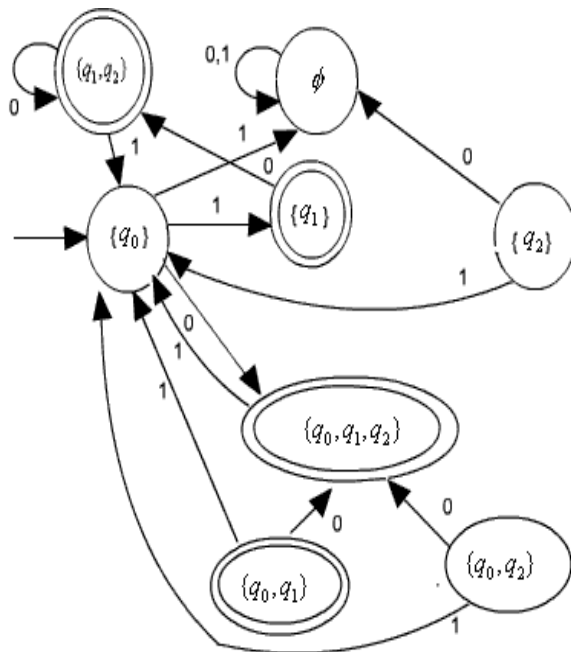 {q₁,q₂}
0
0,1
ϕ
1
1
0
0
1
{q₁}
{q₀}
{q₂}
1
0
1
1
{q₀,q₁,q₂}
0
0
{q₀,q₁}
{q₀,q₂}
1